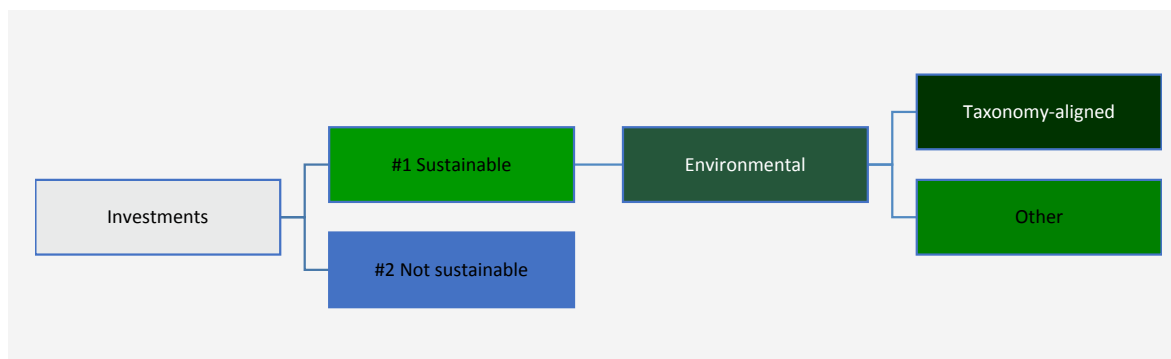 Investments
#1 Sustainable
#2 Not sustainable
Environmental
Taxonomy-aligned
Other